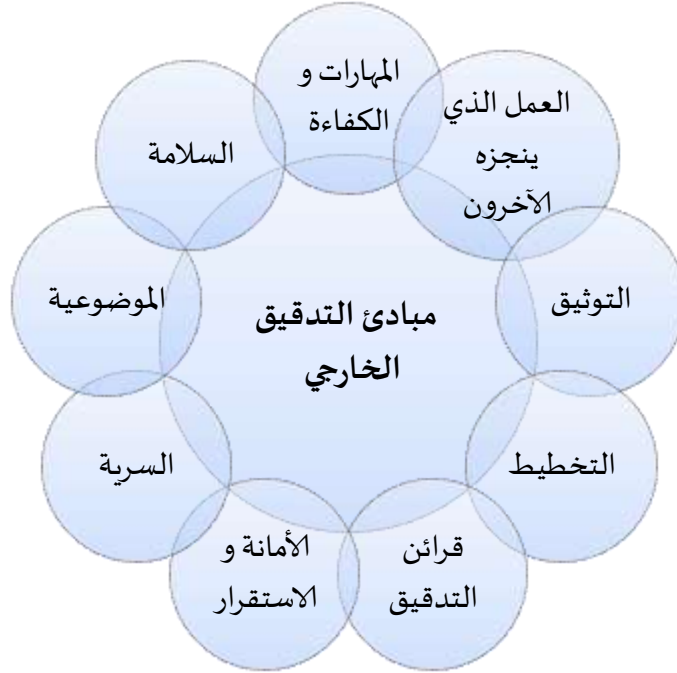 مبادئ التدقيق
الخارجي
المهارات و
الكفاءة
العمل الذي
ينجزه
الآخرون
التوثيق
التخطيط
قرائن
التدقيق
الأمانة و
الاستقرار
السرية
الموضوعية
السلامة